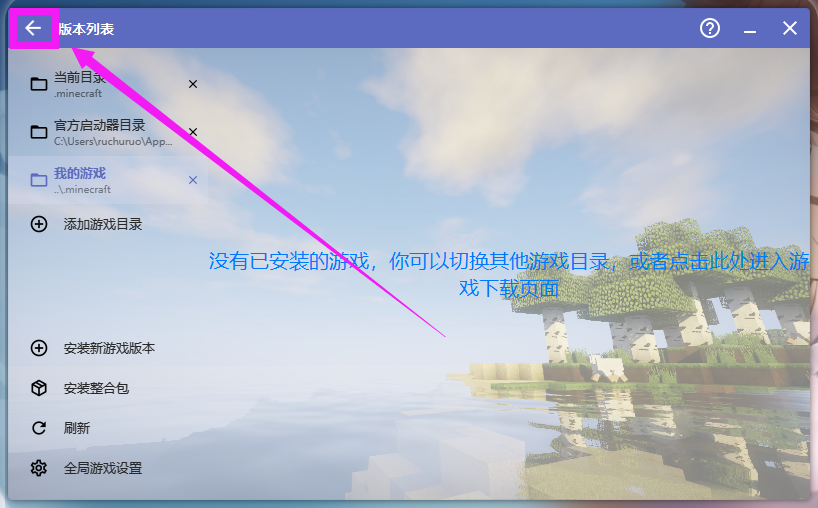 版本列表
当前目录
.minecraft
官方启动器目录
C:\Users\ruchuruo\App...
我的游戏
..\.minecraft
添加游戏目录
没有已安装的游戏，你可以切换其他游戏目录，或者点击此处进入游
戏下载页面
安装新游戏版本
安装整合包
刷新
全局游戏设置